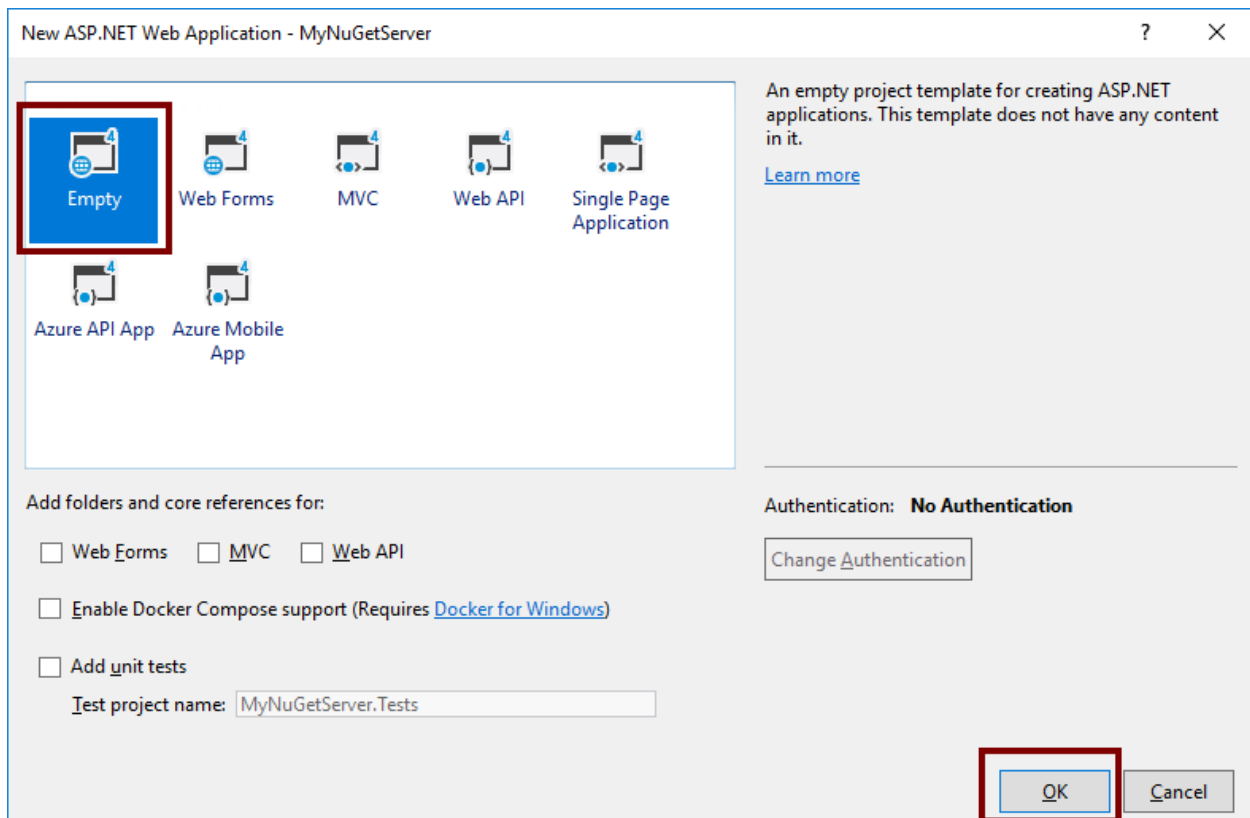 New ASP.NET Web Application - MyNuGetServer
?
4
4
4
4
4
Empty
Web Forms
MVC
Web API
Single Page
Application
4
4
Azure API App
Azure Mobile
App
An empty project template for creating ASP.NET
applications. This template does not have any content
in it.
Learn more
Add folders and core references for:
Web Forms
MVC
Web API
Enable Docker Compose support (Requires Docker for Windows)
Add unit tests
Test project name: MyNuGetServer.Tests
Authentication: No Authentication
Change Authentication
OK
Cancel